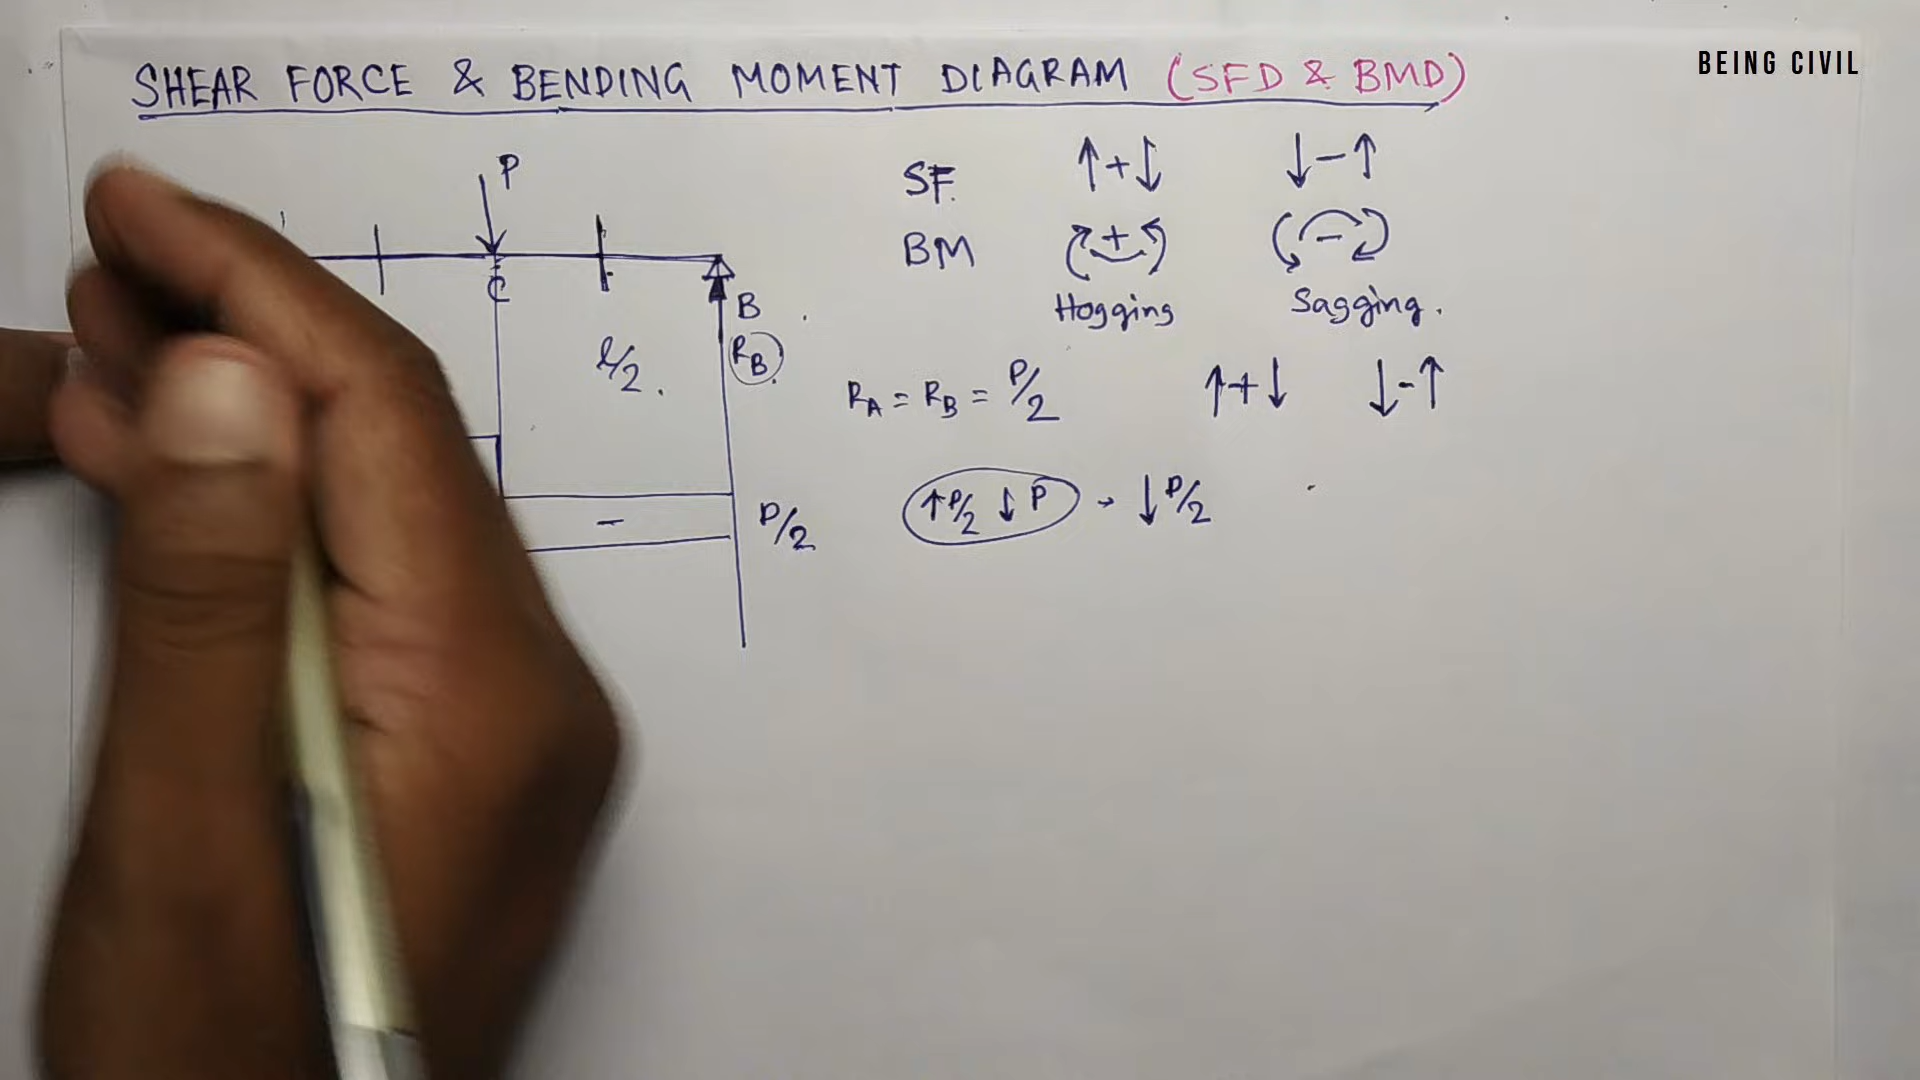 SHEAR FORCE & BENDING MOMENT DIAGRAM (SFD & BMD)
BEING CIVIL
P
SF. ↑+↓ ↓-↑
BM + -
Hogging Sagging.
C
B
RB
l/2.
RA = RB = P/2 ↑+↓ ↓-↑
↑P/2 ↓P → ↓P/2
- P/2